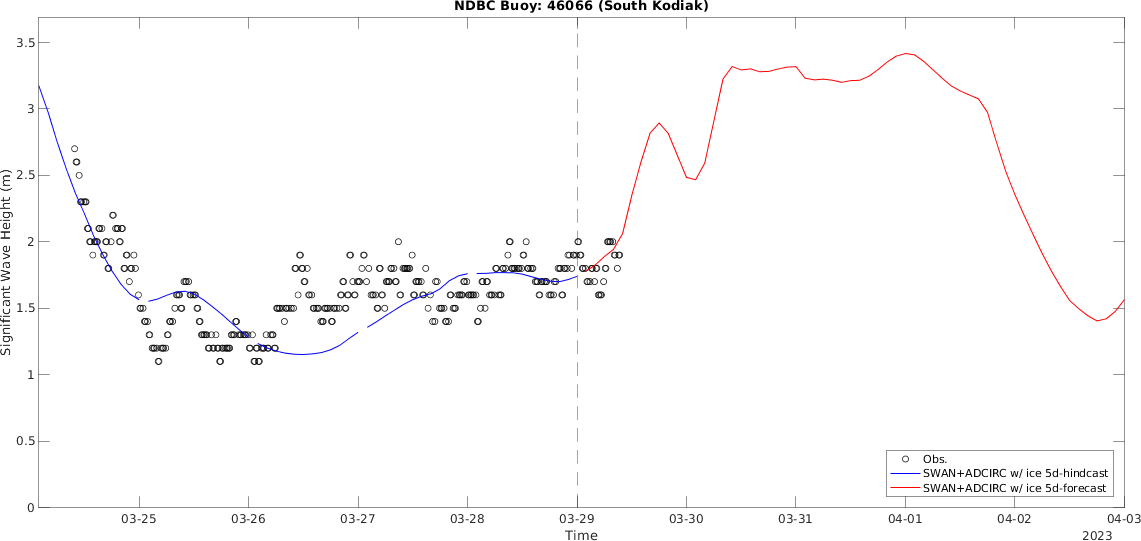 NDBC Buoy: 46066 (South Kodiak)
Significant Wave Height (m)
3.5
3
2.5
2
1.5
1
0.5
0
Obs.
SWAN+ADCIRC w/ ice 5d-hindcast
SWAN+ADCIRC w/ ice 5d-forecast
03-25 03-26 03-27 03-28 03-29 03-30 03-31 04-01 04-02 04-03
Time
2023